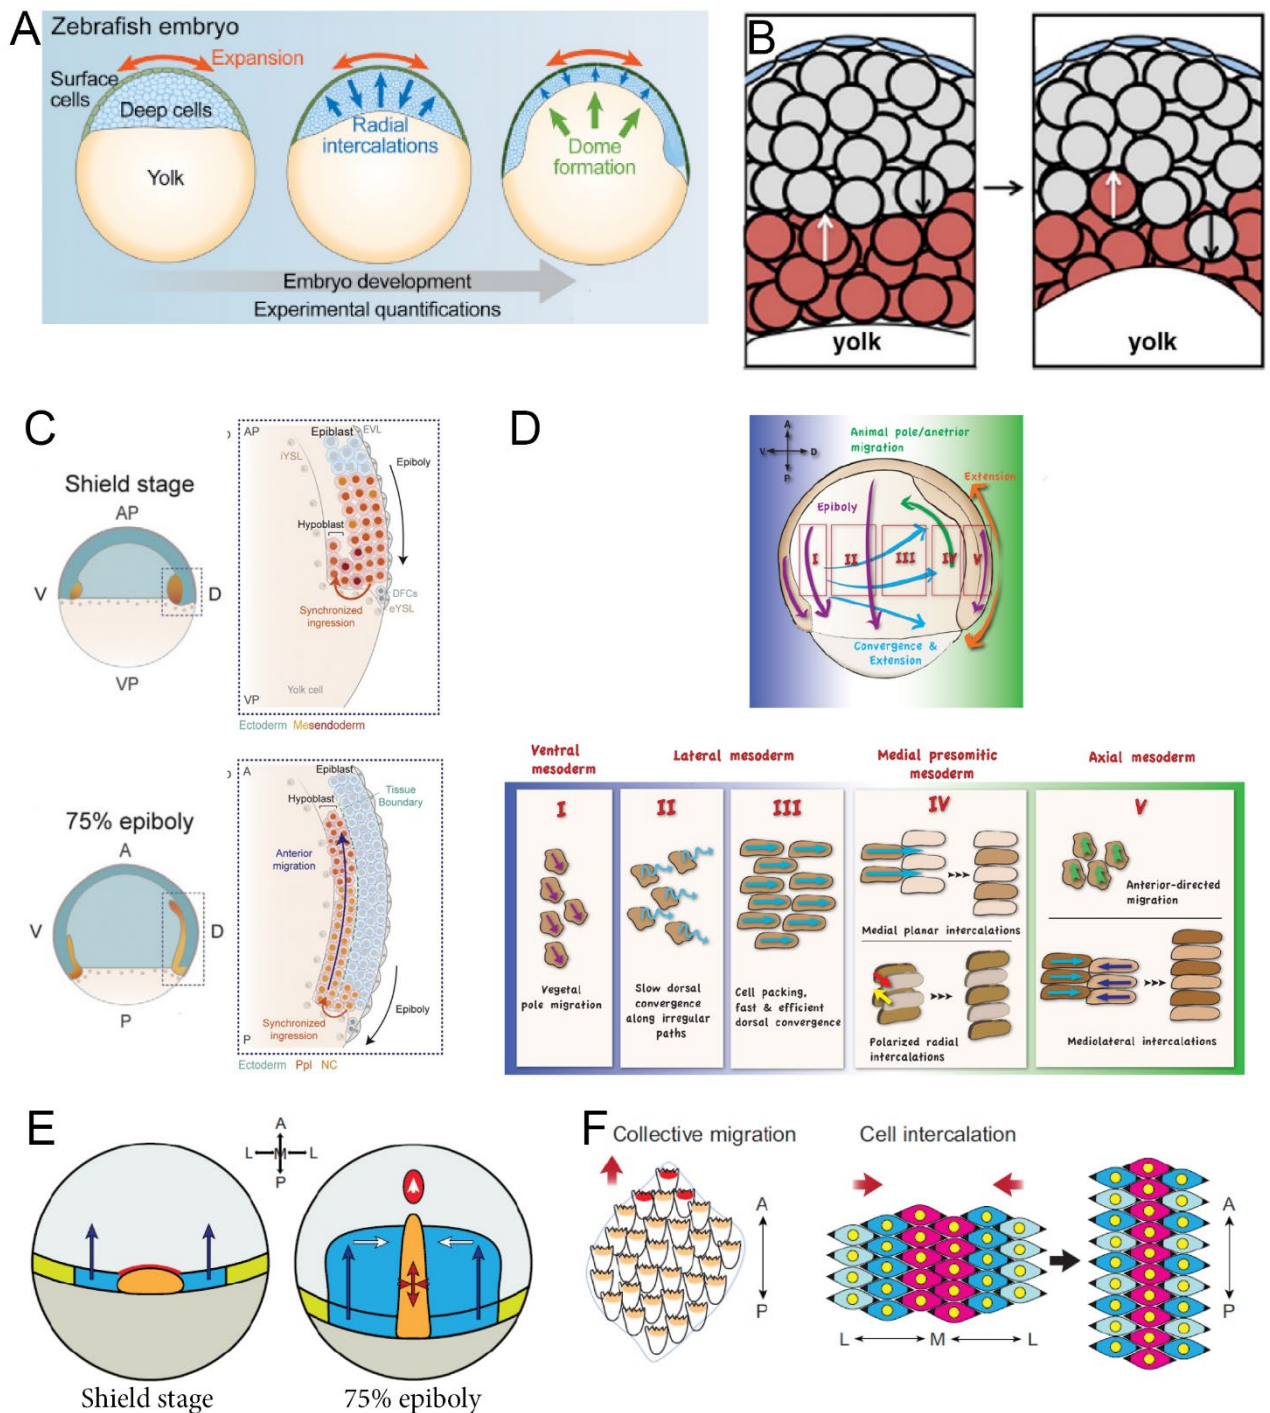 A
Zebrafish embryo
Expansion
Surface
cells
Deep cells
Radial
intercalations
Dome
formation
Yolk
Embryo development
Experimental quantifications
B
yolk
yolk
C
Shield stage
AP
V
D
VP
AP
Epiblast
EVL
iYSL
Epiboly
Hypoblast
DFCs
eYSL
Synchronized
ingression
Yolk cell
VP
Ectoderm Mesendoderm
75% epiboly
A
V
D
P
A
Epiblast
Hypoblast
Tissue
Boundary
Anterior
migration
Epiboly
Synchronized
ingression
P
Ectoderm Ppl NC
D
A
V
D
P
Animal pole/anetrior
migration
Extension
Epiboly
I
II
III
IV
V
Convergence &
Extension
Ventral
mesoderm
Lateral mesoderm
Medial presomitic
mesoderm
Axial mesoderm
I
II
III
IV
V
Vegetal
pole migration
Slow dorsal
convergence
along irregular
paths
Cell packing,
fast & efficient
dorsal convergence
Medial planar intercalations
Polarized radial
intercalations
Anterior-directed
migration
Mediolateral intercalations
E
A
L M L
P
Shield stage
75% epiboly
F
Collective migration
A
P
Cell intercalation
L M L
A
P